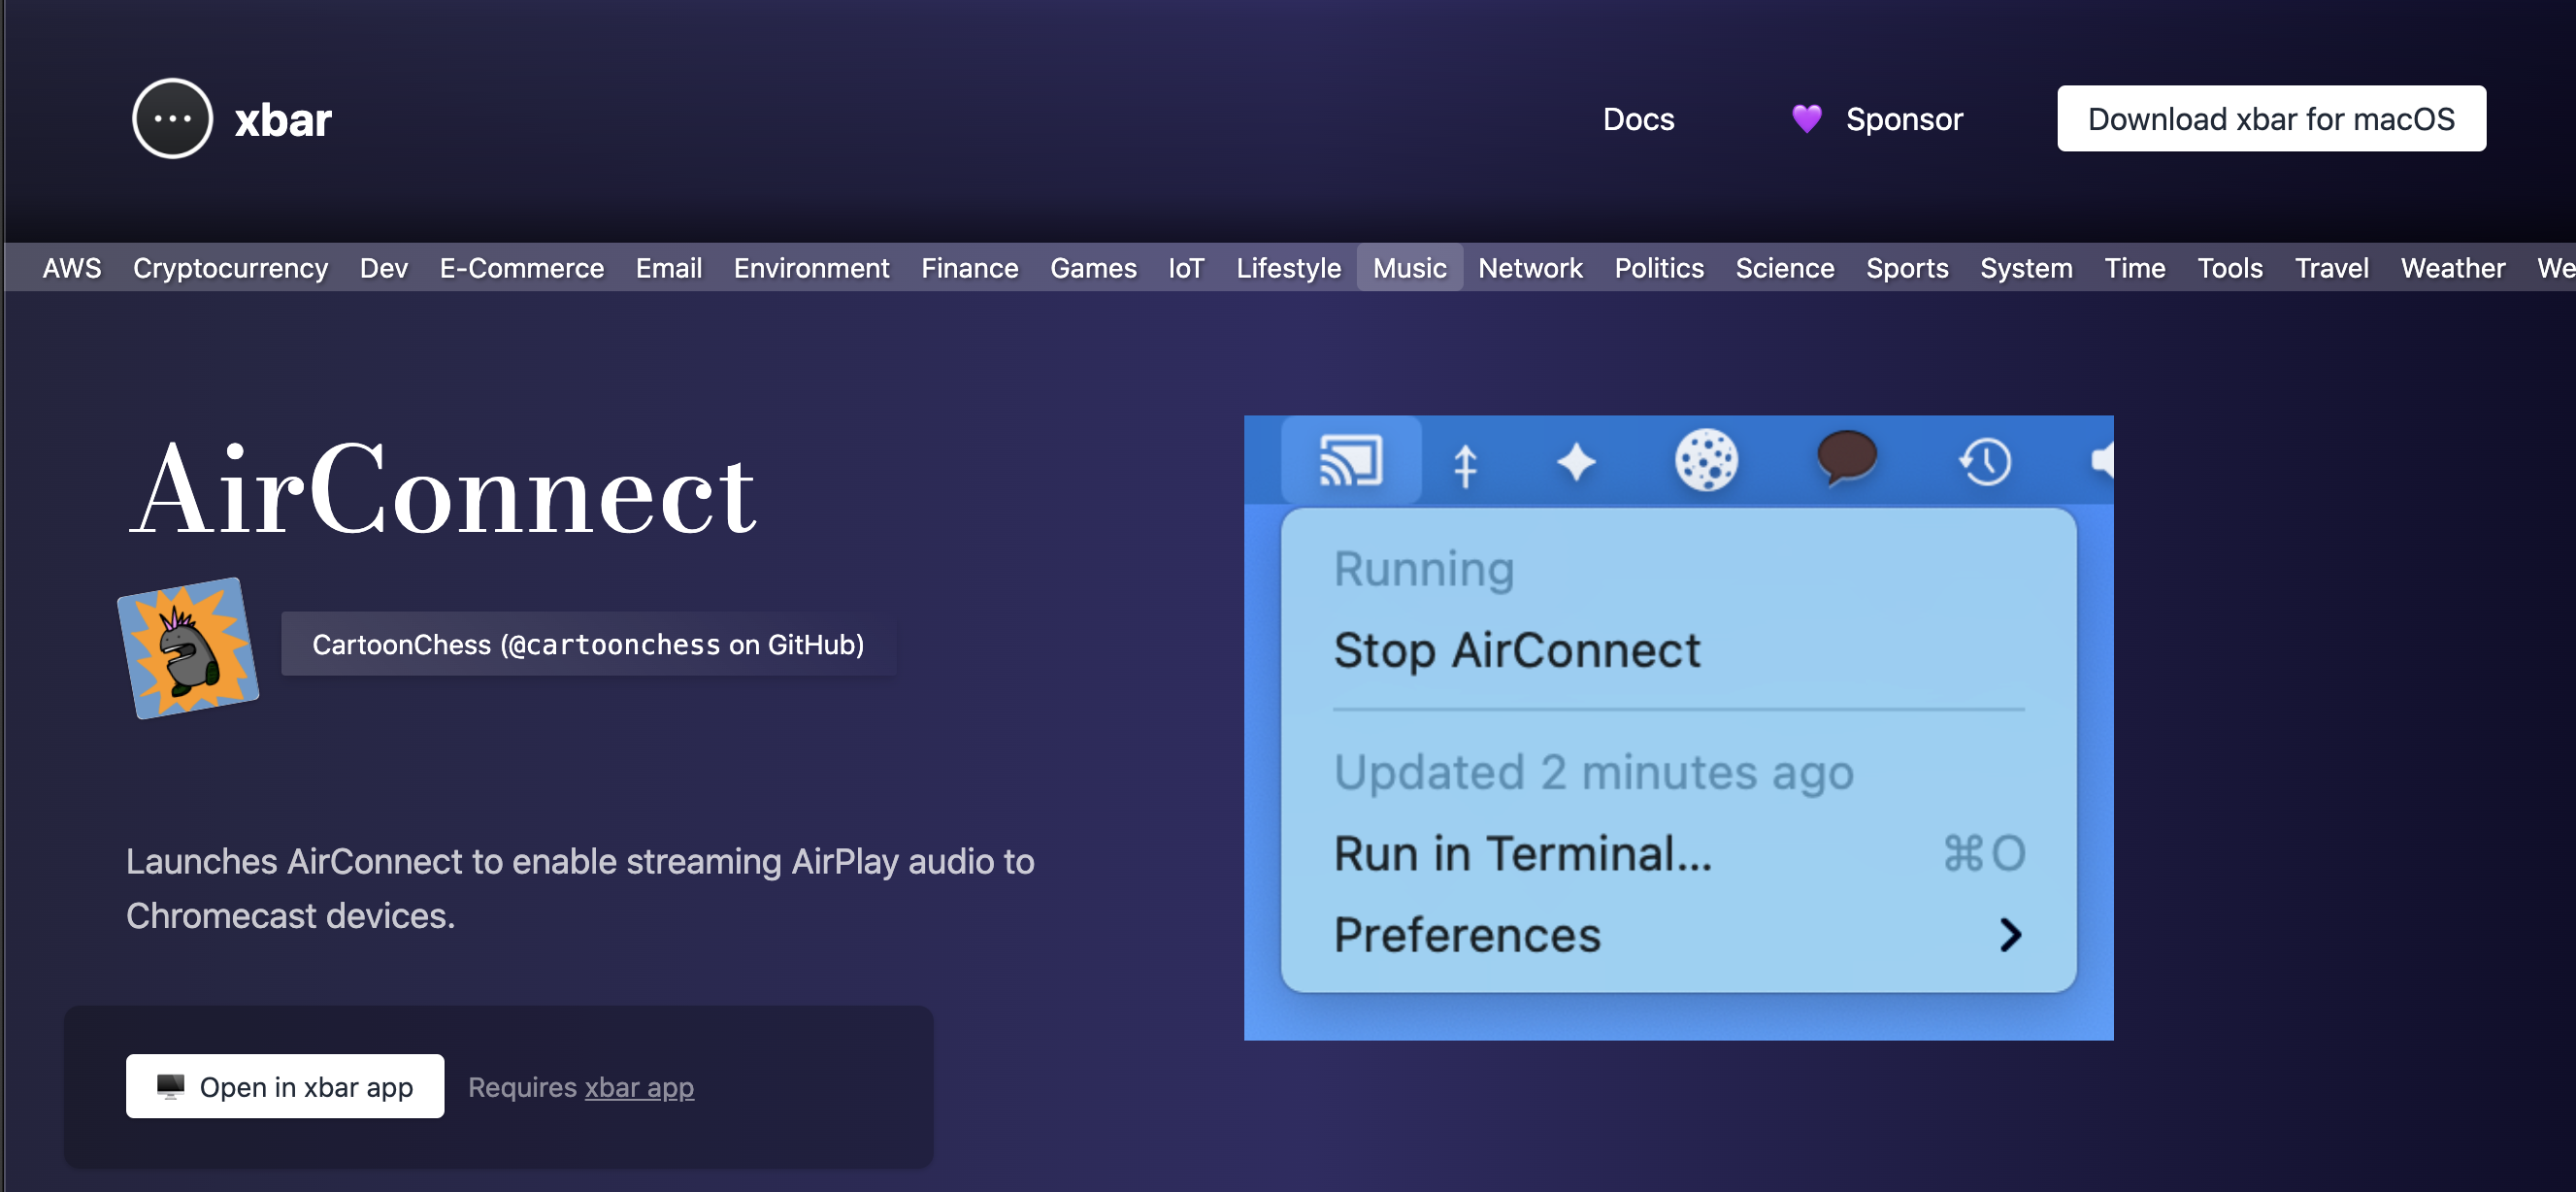 xbar
Docs
💜 Sponsor
Download xbar for macOS
AWS Cryptocurrency Dev E-Commerce Email Environment Finance Games IoT Lifestyle Music Network Politics Science Sports System Time Tools Travel Weather We
AirConnect
CartoonChess (@cartoonchess on GitHub)
Launches AirConnect to enable streaming AirPlay audio to
Chromecast devices.
Open in xbar app
Requires xbar app
Running
Stop AirConnect
Updated 2 minutes ago
Run in Terminal... ⌘O
Preferences